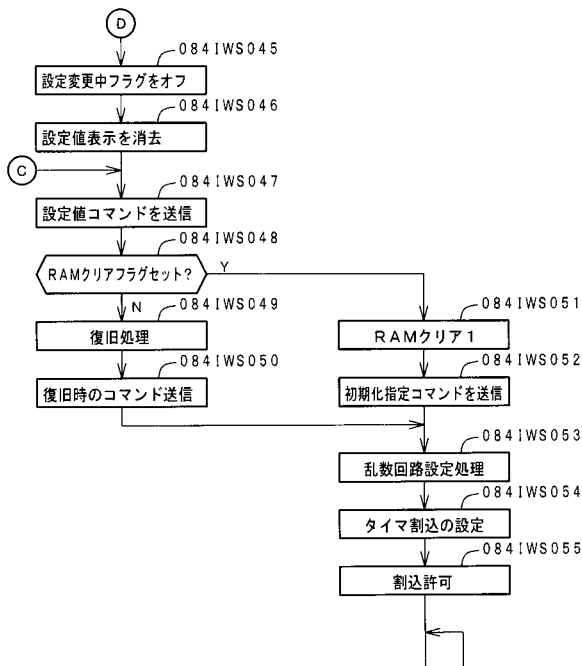 D
084IWS045
設定変更中フラグをオフ
084IWS046
設定値表示を消去
C
084IWS047
設定値コマンドを送信
084IWS048
RAMクリアフラグセット?
Y
N
084IWS049
復旧処理
084IWS050
復旧時のコマンド送信
084IWS051
RAMクリア1
084IWS052
初期化指定コマンドを送信
084IWS053
乱数回路設定処理
084IWS054
タイマ割込の設定
084IWS055
割込許可